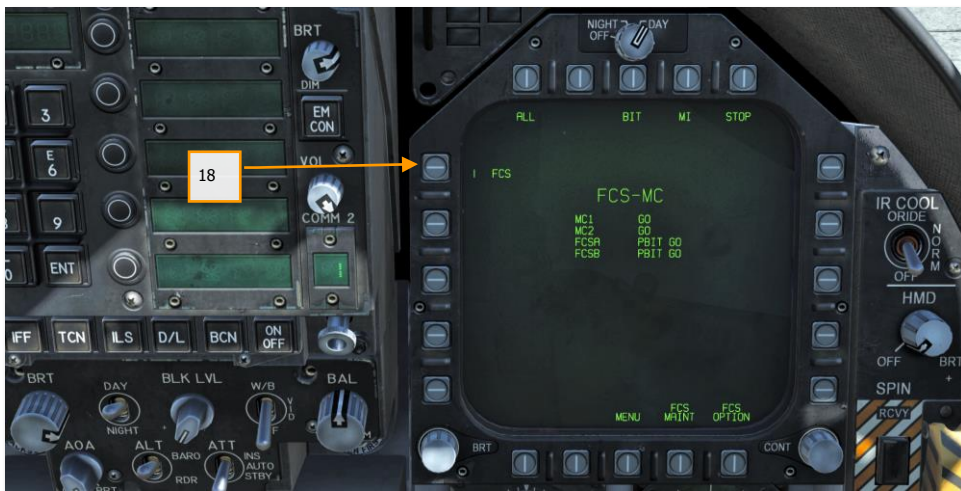 NIGHT DAY
OFF
BRT
DIM
3
EM
CON
ALL BIT MI STOP
E
6
VOL
18
I FCS
FCS-MC
COMM 2
MC1 GO
MC2 GO
FCSA PBIT GO
FCSB PBIT GO
9
ENT
IR COOL
ORIDE
NORM
OFF
HMD
IFF TCN ILS D/L BCN ON
OFF
OFF BRT
BRT
DAY
NIGHT
BLK LVL
W/B
VID
F
BAL
SPIN
RCVY
MENU FCS
MAINT FCS
OPTION
BRT CONT
AOA
BRT
ALT
BARO
RDR
ATT
INS
AUTO
STBY